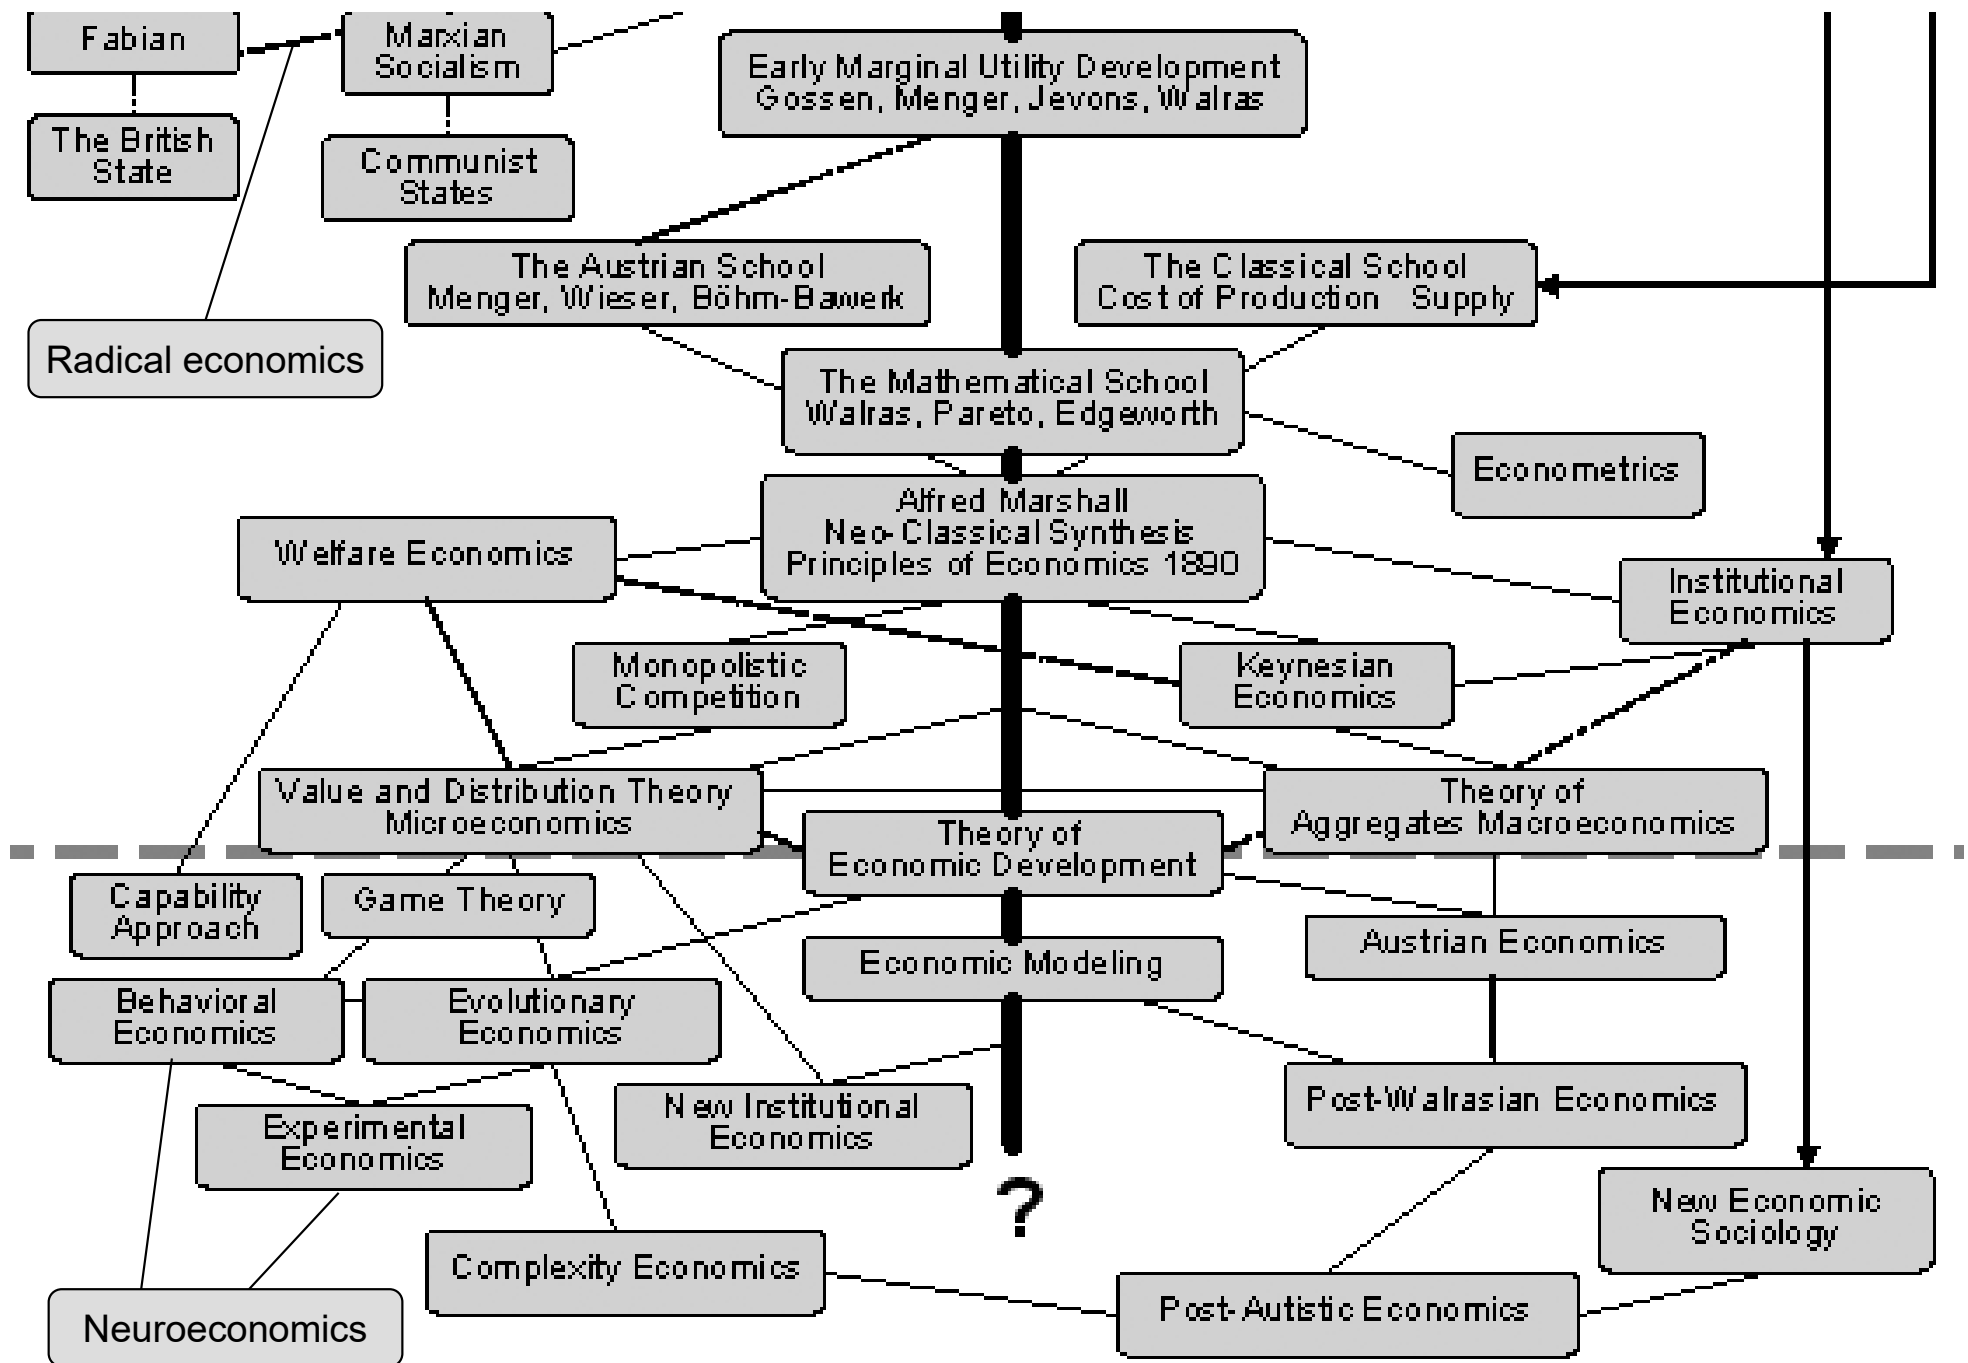 Fabian
Marxian
Socialism
Early Marginal Utility Development
Gossen, Menger, Jevons, Walras
The British
State
Communist
States
The Austrian School
Menger, Wieser, Böhm-Bawerk
The Classical School
Cost of Production Supply
Radical economics
The Mathematical School
Walras, Pareto, Edgeworth
Econometrics
Alfred Marshall
Neo-Classical Synthesis
Principles of Economics 1890
Welfare Economics
Institutional
Economics
Monopolistic
Competition
Keynesian
Economics
Value and Distribution Theory
Microeconomics
Theory of
Aggregates Macroeconomics
Theory of
Economic Development
Capability
Approach
Game Theory
Austrian Economics
Economic Modeling
Behavioral
Economics
Evolutionary
Economics
New Institutional
Economics
Post-Walrasian Economics
Experimental
Economics
?
New Economic
Sociology
Complexity Economics
Post-Autistic Economics
Neuroeconomics